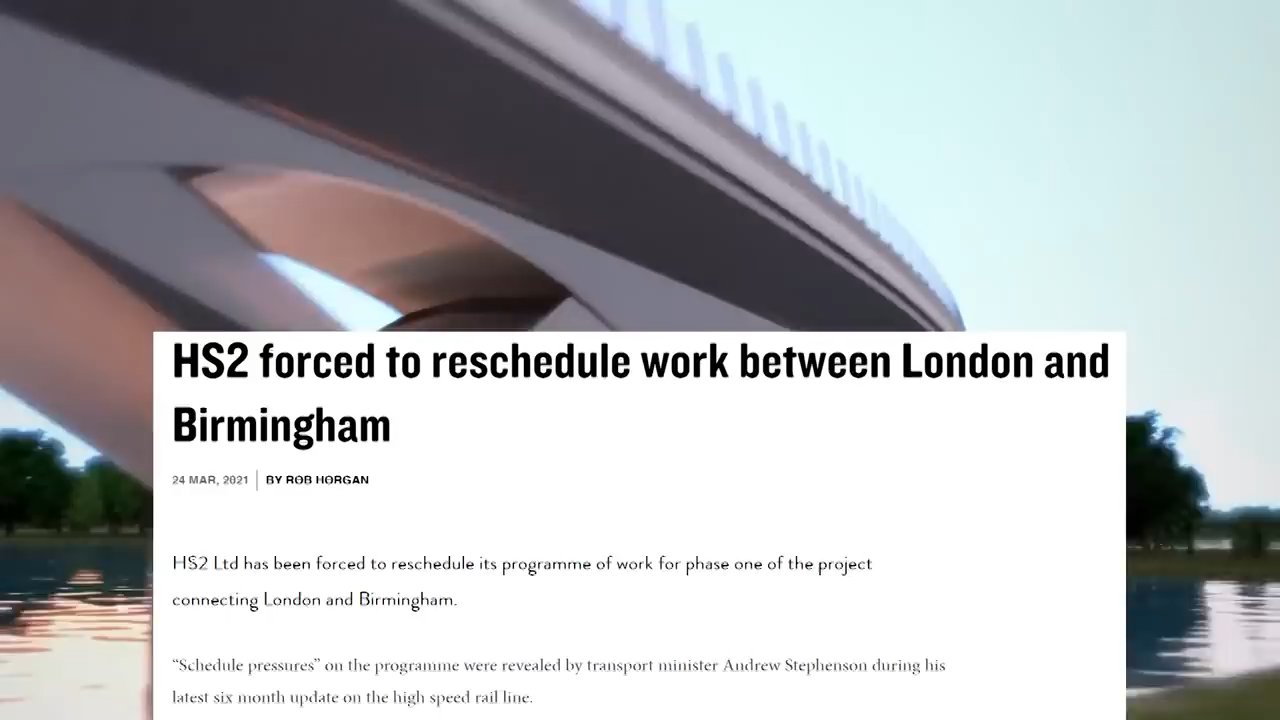 HS2 forced to reschedule work between London and
Birmingham
24 MAR, 2021 BY ROB HORGAN
HS2 Ltd has been forced to reschedule its programme of work for phase one of the project
connecting London and Birmingham.
“Schedule pressures” on the programme were revealed by transport minister Andrew Stephenson during his
latest six month update on the high speed rail line.